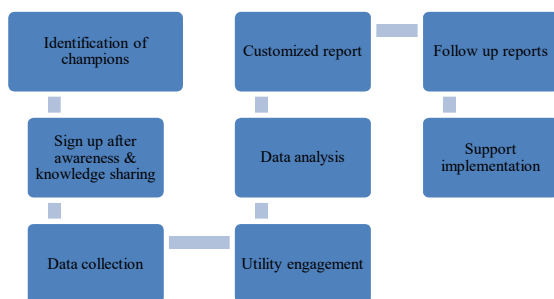 Identification of
champions
Sign up after
awareness &
knowledge sharing
Data collection
Utility engagement
Data analysis
Customized report
Follow up reports
Support
implementation